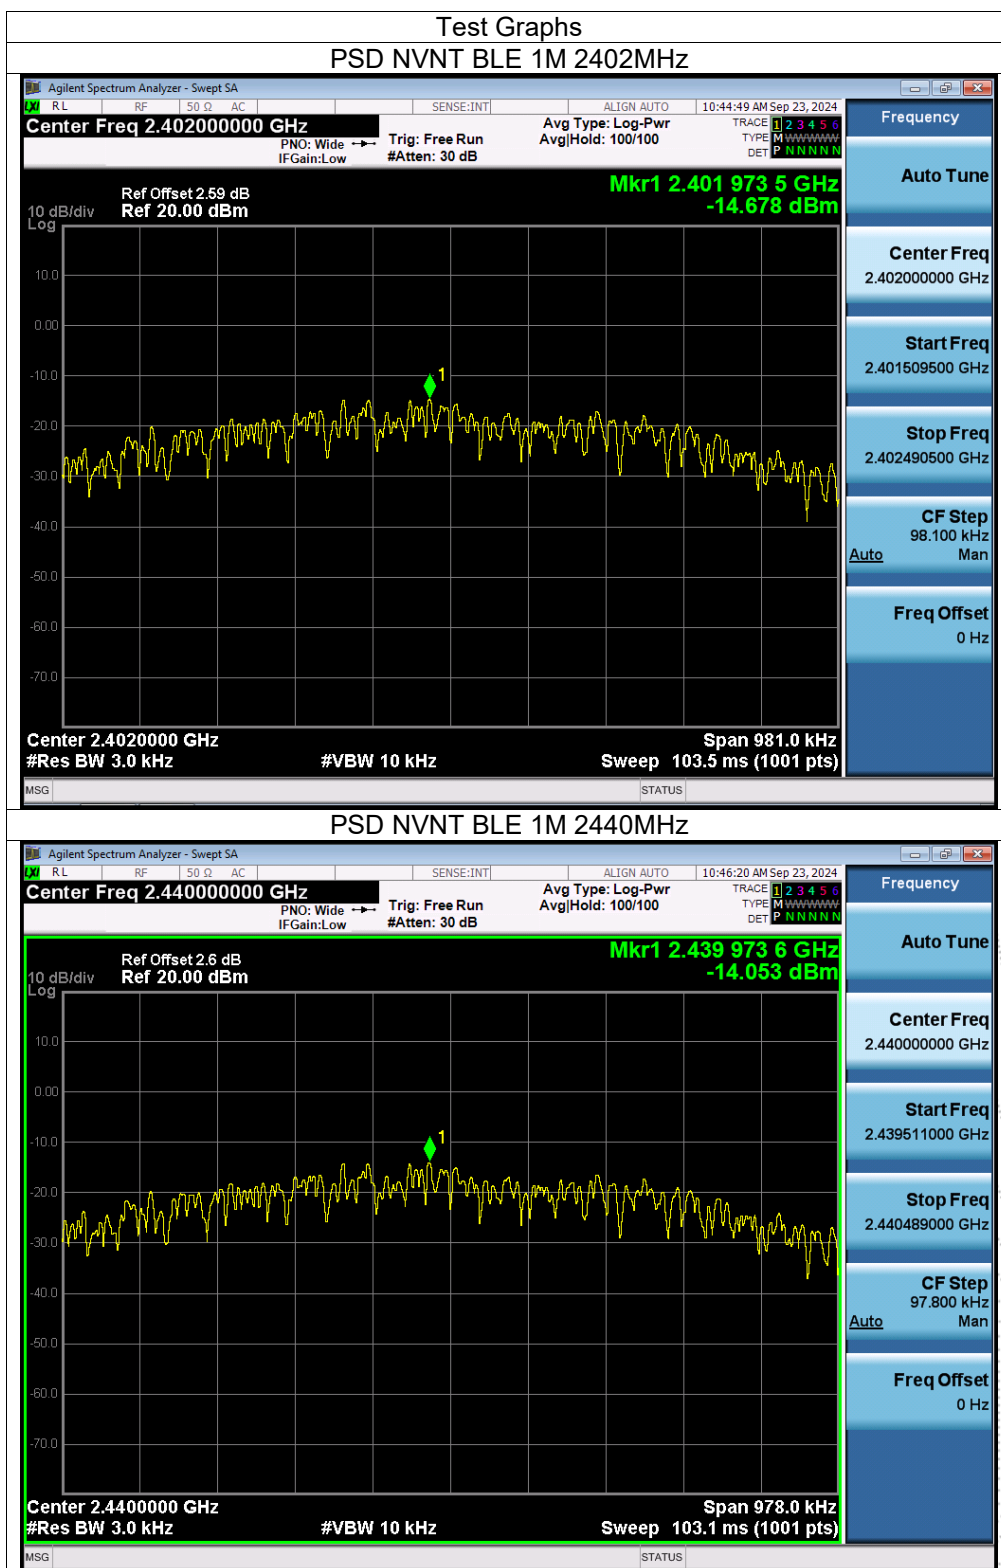 Test Graphs
PSD NVNT BLE 1M 2402MHz
Agilent Spectrum Analyzer - Swept SA
LXI RL RF 50 Ω AC SENSE:INT ALIGN AUTO 10:44:49 AM Sep 23, 2024
Center Freq 2.402000000 GHz
PNO: Wide
IFGain:Low
Trig: Free Run
#Atten: 30 dB
Avg Type: Log-Pwr
Avg|Hold: 100/100
TRACE 1 2 3 4 5 6
TYPE M WWWWW
DET P N N N N N
Mkr1 2.401 973 5 GHz
-14.678 dBm
Ref Offset 2.59 dB
10 dB/div Ref 20.00 dBm
Log
10.0
0.00
-10.0
-20.0
-30.0
-40.0
-50.0
-60.0
-70.0
1
Center 2.4020000 GHz Span 981.0 kHz
#Res BW 3.0 kHz #VBW 10 kHz Sweep 103.5 ms (1001 pts)
MSG STATUS
Frequency
Auto Tune
Center Freq
2.402000000 GHz
Start Freq
2.401509500 GHz
Stop Freq
2.402490500 GHz
CF Step
98.100 kHz
Auto Man
Freq Offset
0 Hz
PSD NVNT BLE 1M 2440MHz
Agilent Spectrum Analyzer - Swept SA
LXI RL RF 50 Ω AC SENSE:INT ALIGN AUTO 10:46:20 AM Sep 23, 2024
Center Freq 2.440000000 GHz
PNO: Wide
IFGain:Low
Trig: Free Run
#Atten: 30 dB
Avg Type: Log-Pwr
Avg|Hold: 100/100
TRACE 1 2 3 4 5 6
TYPE M WWWWW
DET P N N N N N
Mkr1 2.439 973 6 GHz
-14.053 dBm
Ref Offset 2.6 dB
10 dB/div Ref 20.00 dBm
Log
10.0
0.00
-10.0
-20.0
-30.0
-40.0
-50.0
-60.0
-70.0
1
Center 2.4400000 GHz Span 978.0 kHz
#Res BW 3.0 kHz #VBW 10 kHz Sweep 103.1 ms (1001 pts)
MSG STATUS
Frequency
Auto Tune
Center Freq
2.440000000 GHz
Start Freq
2.439511000 GHz
Stop Freq
2.440489000 GHz
CF Step
97.800 kHz
Auto Man
Freq Offset
0 Hz